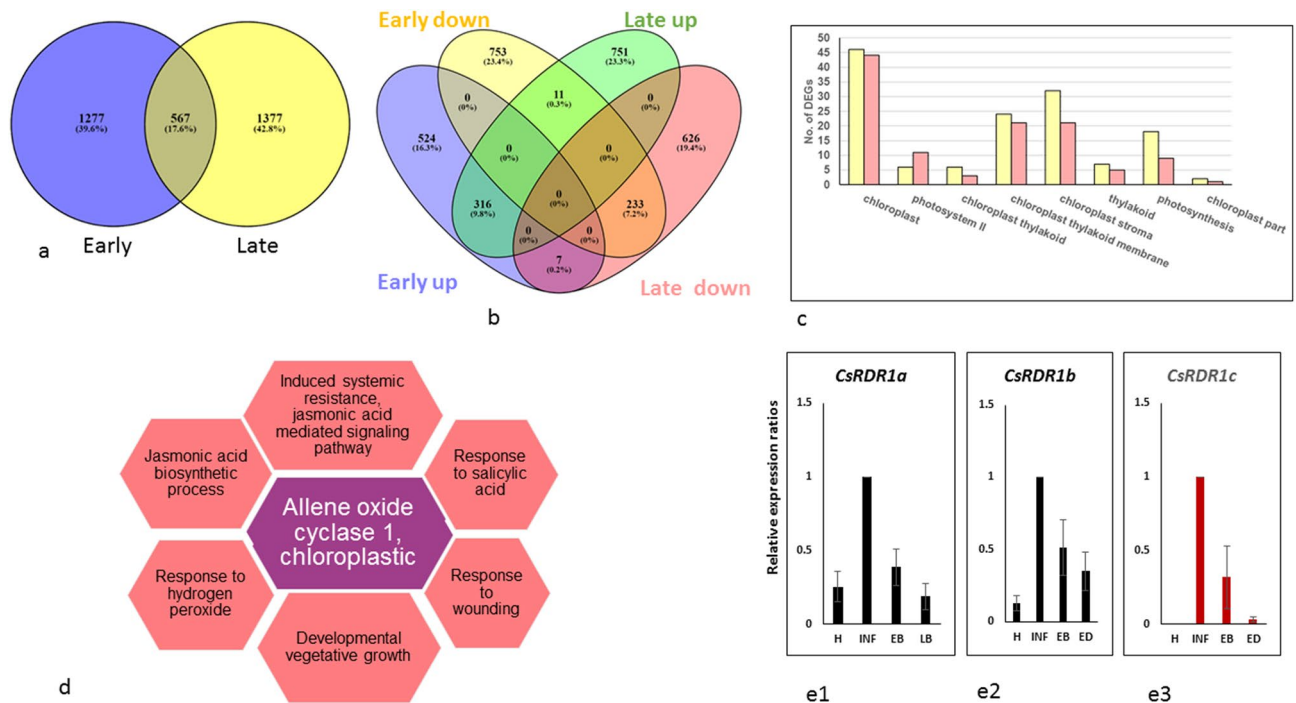 1277
(39.6%)
567
(17.6%)
1377
(42.8%)
a
Early
Late
Early down
Late up
753
(23.4%)
751
(23.3%)
0
(0%)
11
(0.3%)
0
(0%)
524
(16.3%)
626
(19.4%)
0
(0%)
0
(0%)
316
(9.8%)
0
(0%)
233
(7.2%)
0
(0%)
0
(0%)
7
(0.2%)
Early up
Late down
b
No. of DEGs
50
45
40
35
30
25
20
15
10
5
0
chloroplast
photosystem II
chloroplast thylakoid
chloroplast thylakoid membrane
chloroplast stroma
thylakoid
photosynthesis
chloroplast part
c
Induced systemic
resistance,
jasmonic acid
mediated signaling
pathway
Jasmonic acid
biosynthetic
process
Response to
salicylic
acid
Allene oxide
cyclase 1,
chloroplastic
Response to
hydrogen
peroxide
Response
to
wounding
Developmental
vegetative growth
d
Relative expression ratios
CsRDR1a
1.5
1
0.5
0
H INF EB LB
e1
CsRDR1b
1.5
1
0.5
0
H INF EB ED
e2
CsRDR1c
1.5
1
0.5
0
H INF EB ED
e3